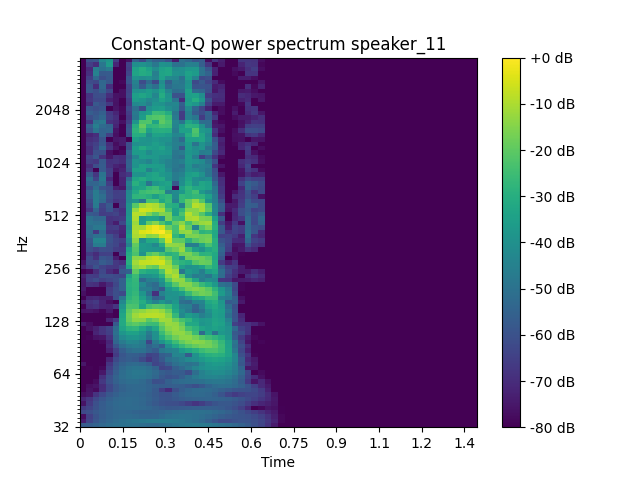 Constant-Q power spectrum speaker_11
Hz
2048
1024
512
256
128
64
32
0 0.15 0.3 0.45 0.6 0.75 0.9 1.1 1.2 1.4
Time
+0 dB
-10 dB
-20 dB
-30 dB
-40 dB
-50 dB
-60 dB
-70 dB
-80 dB